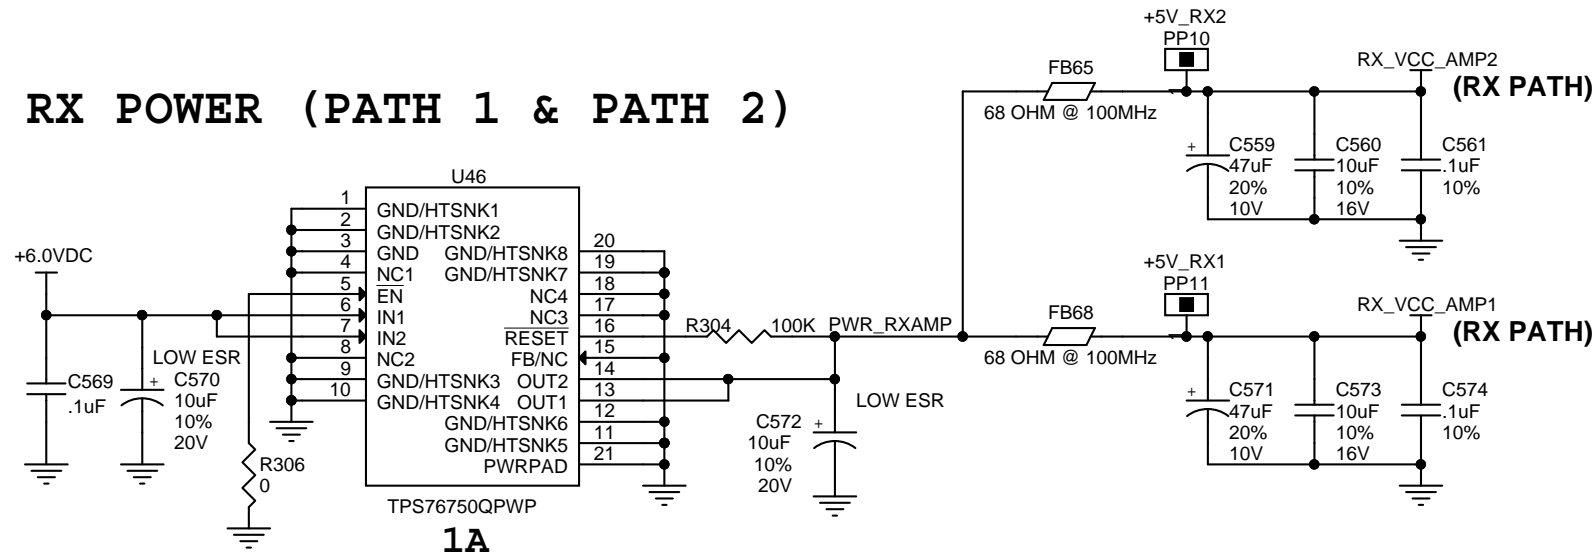 RX POWER (PATH 1 & PATH 2)
+5V_RX2
PP10
FB65
68 OHM @ 100MHz
RX_VCC_AMP2
(RX PATH)
C559
47uF
20%
10V
C560
10uF
10%
16V
C561
.1uF
10%
+
U46
1
2
3
4
5
6
7
8
9
10
GND/HTSNK1
GND/HTSNK2
GND
NC1
EN
IN1
IN2
NC2
GND/HTSNK3
GND/HTSNK4
GND/HTSNK8
GND/HTSNK7
NC4
NC3
RESET
FB/NC
OUT2
OUT1
GND/HTSNK6
GND/HTSNK5
PWRPAD
20
19
18
17
16
15
14
13
12
11
21
TPS76750QPWP
1A
+6.0VDC
C569
.1uF
LOW ESR
+
C570
10uF
10%
20V
R306
0
R304
100K
PWR_RXAMP
LOW ESR
C572
+
10uF
10%
20V
+5V_RX1
PP11
FB68
68 OHM @ 100MHz
RX_VCC_AMP1
(RX PATH)
+
C571
47uF
20%
10V
C573
10uF
10%
16V
C574
.1uF
10%